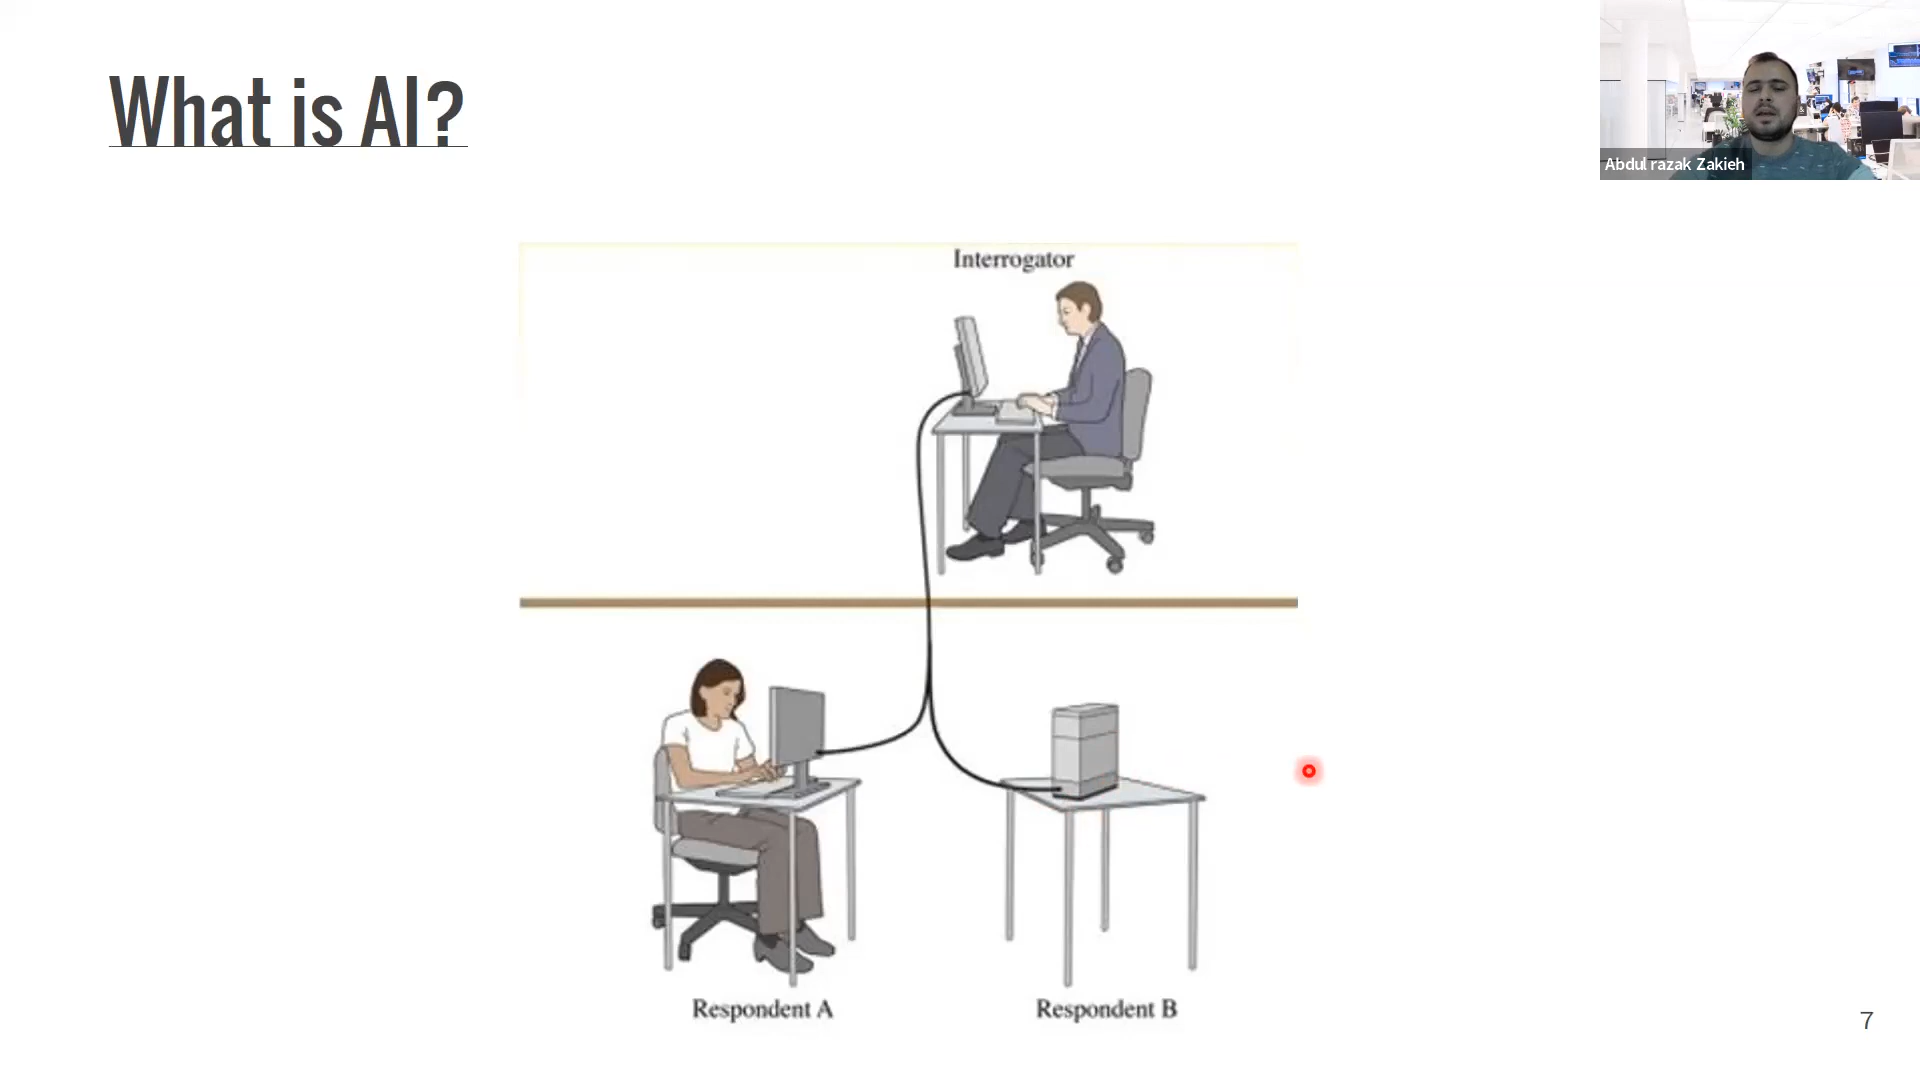 What is AI?
Abdul razak Zakieh
Interrogator
Respondent A
Respondent B
7